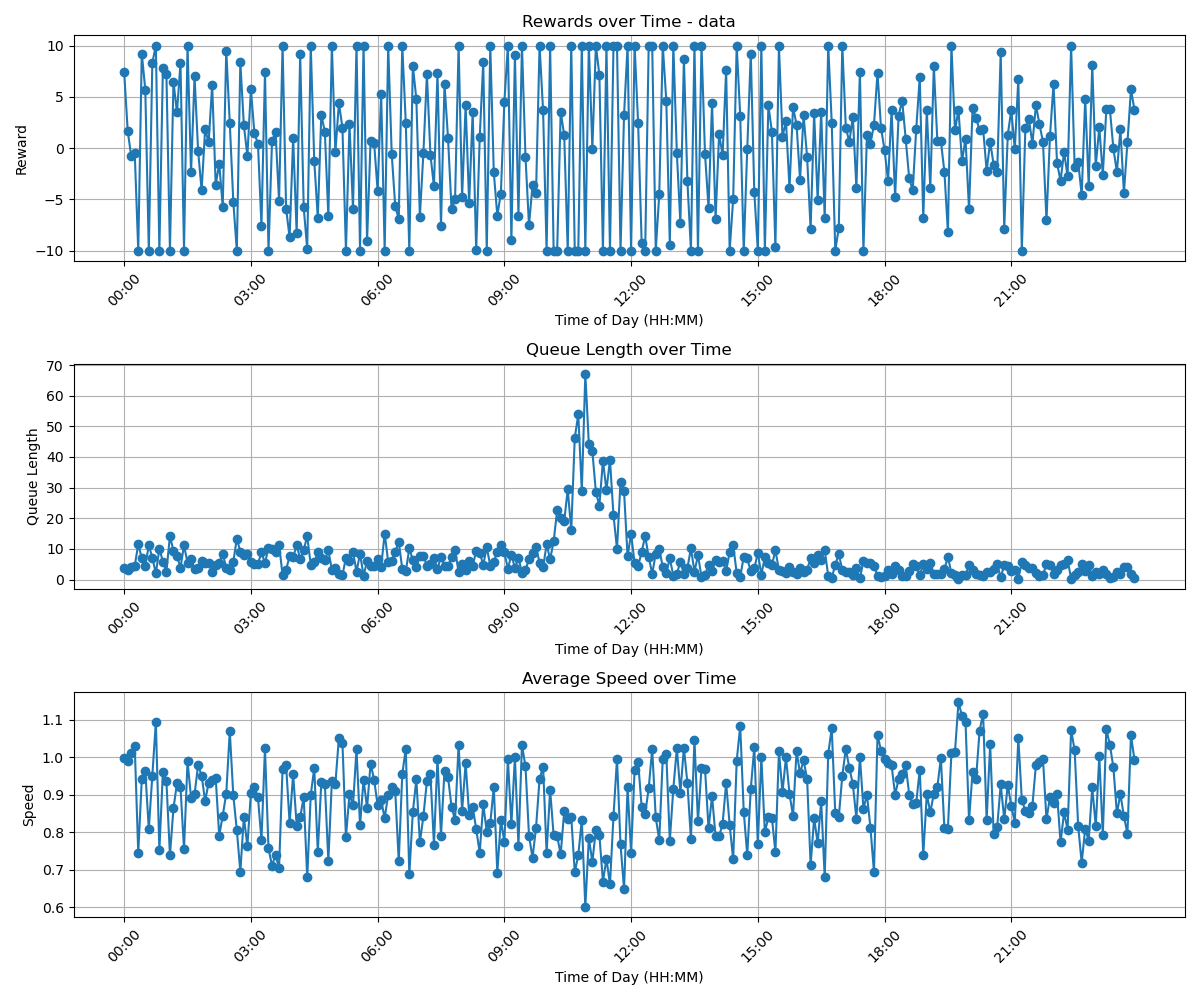 Rewards over Time - data
10
5
0
−5
−10
Reward
00:00 03:00 06:00 09:00 12:00 15:00 18:00 21:00
Time of Day (HH:MM)
Queue Length over Time
70
60
50
40
30
20
10
0
Queue Length
00:00 03:00 06:00 09:00 12:00 15:00 18:00 21:00
Time of Day (HH:MM)
Average Speed over Time
1.1
1.0
0.9
0.8
0.7
0.6
Speed
00:00 03:00 06:00 09:00 12:00 15:00 18:00 21:00
Time of Day (HH:MM)